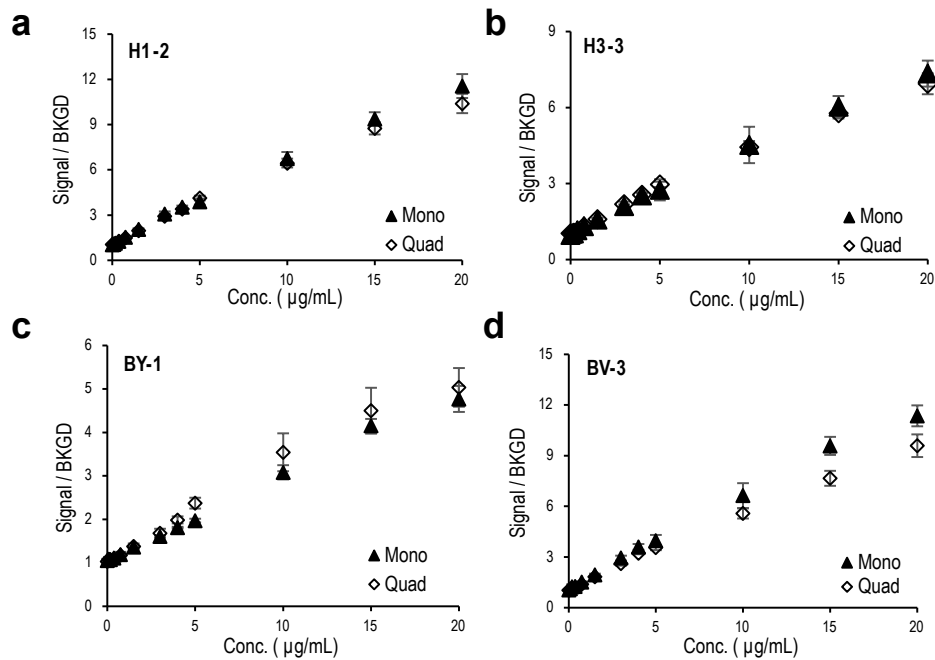 a
H1-2
Signal / BKGD
15
12
9
6
3
0
Mono
Quad
0 5 10 15 20
Conc. ( µg/mL)
b
H3-3
Signal / BKGD
9
6
3
0
Mono
Quad
0 5 10 15 20
Conc. ( µg/mL)
c
BY-1
Signal / BKGD
6
5
4
3
2
1
0
Mono
Quad
0 5 10 15 20
Conc. ( µg/mL)
d
BV-3
Signal / BKGD
15
12
9
6
3
0
Mono
Quad
0 5 10 15 20
Conc. ( µg/mL)